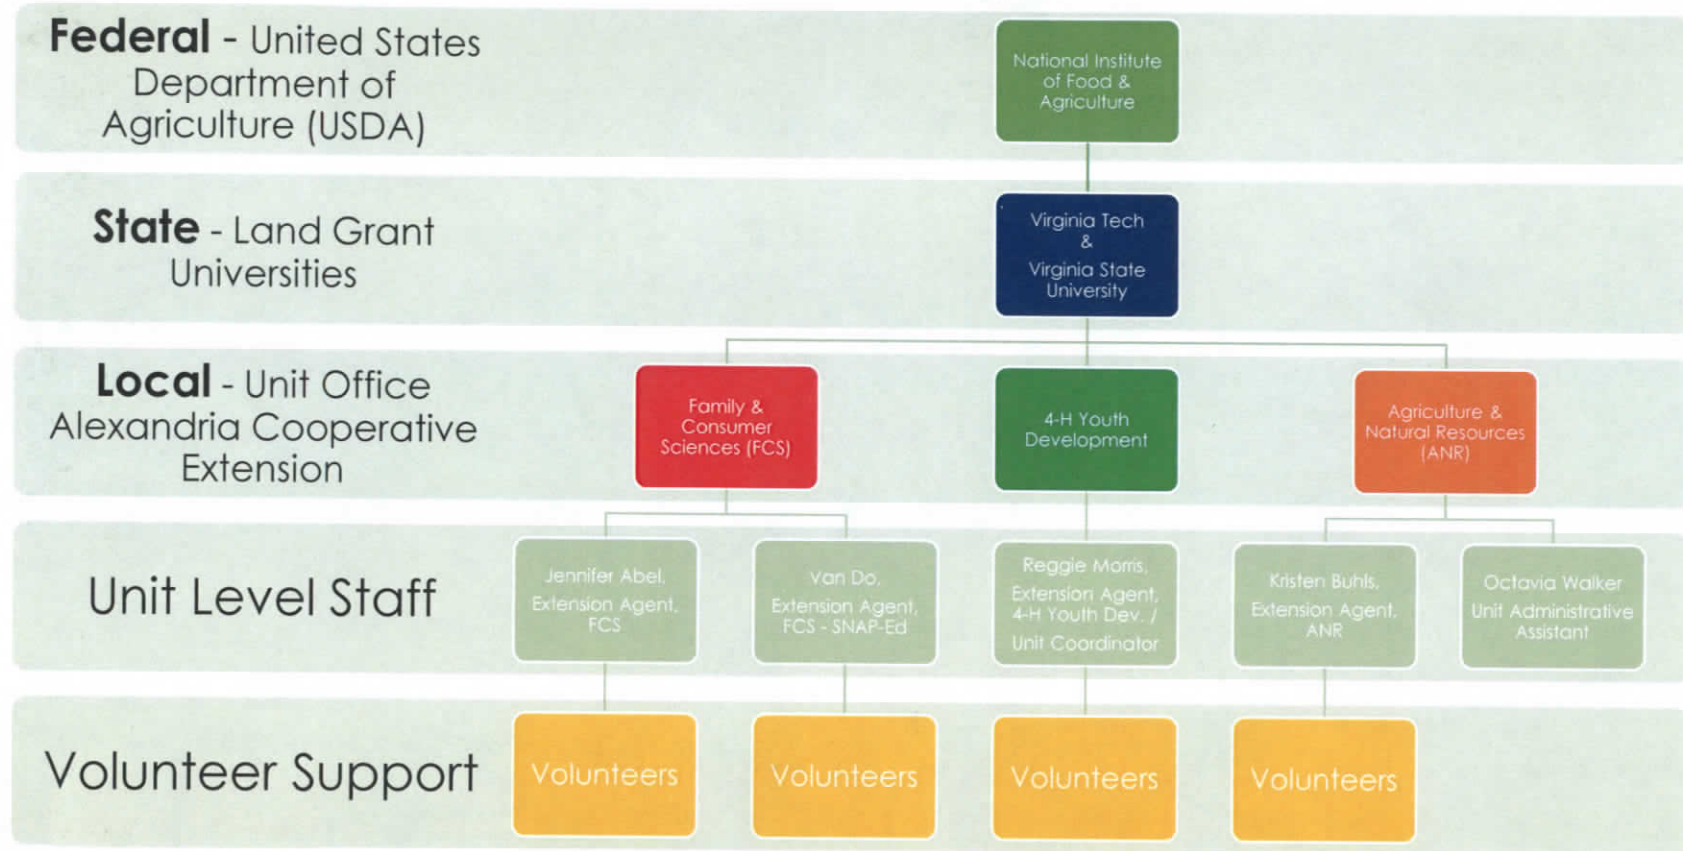 Federal - United States
Department of
Agriculture (USDA)
National Institute
of Food &
Agriculture
State - Land Grant
Universities
Virginia Tech
&
Virginia State
University
Local - Unit Office
Alexandria Cooperative
Extension
Family &
Consumer
Sciences (FCS)
4-H Youth
Development
Agriculture &
Natural Resources
(ANR)
Unit Level Staff
Jennifer Abel,
Extension Agent,
FCS
Van Do,
Extension Agent,
FCS - SNAP-Ed
Reggie Morris,
Extension Agent,
4-H Youth Dev. /
Unit Coordinator
Kristen Buhls,
Extension Agent,
ANR
Octavia Walker
Unit Administrative
Assistant
Volunteer Support
Volunteers
Volunteers
Volunteers
Volunteers